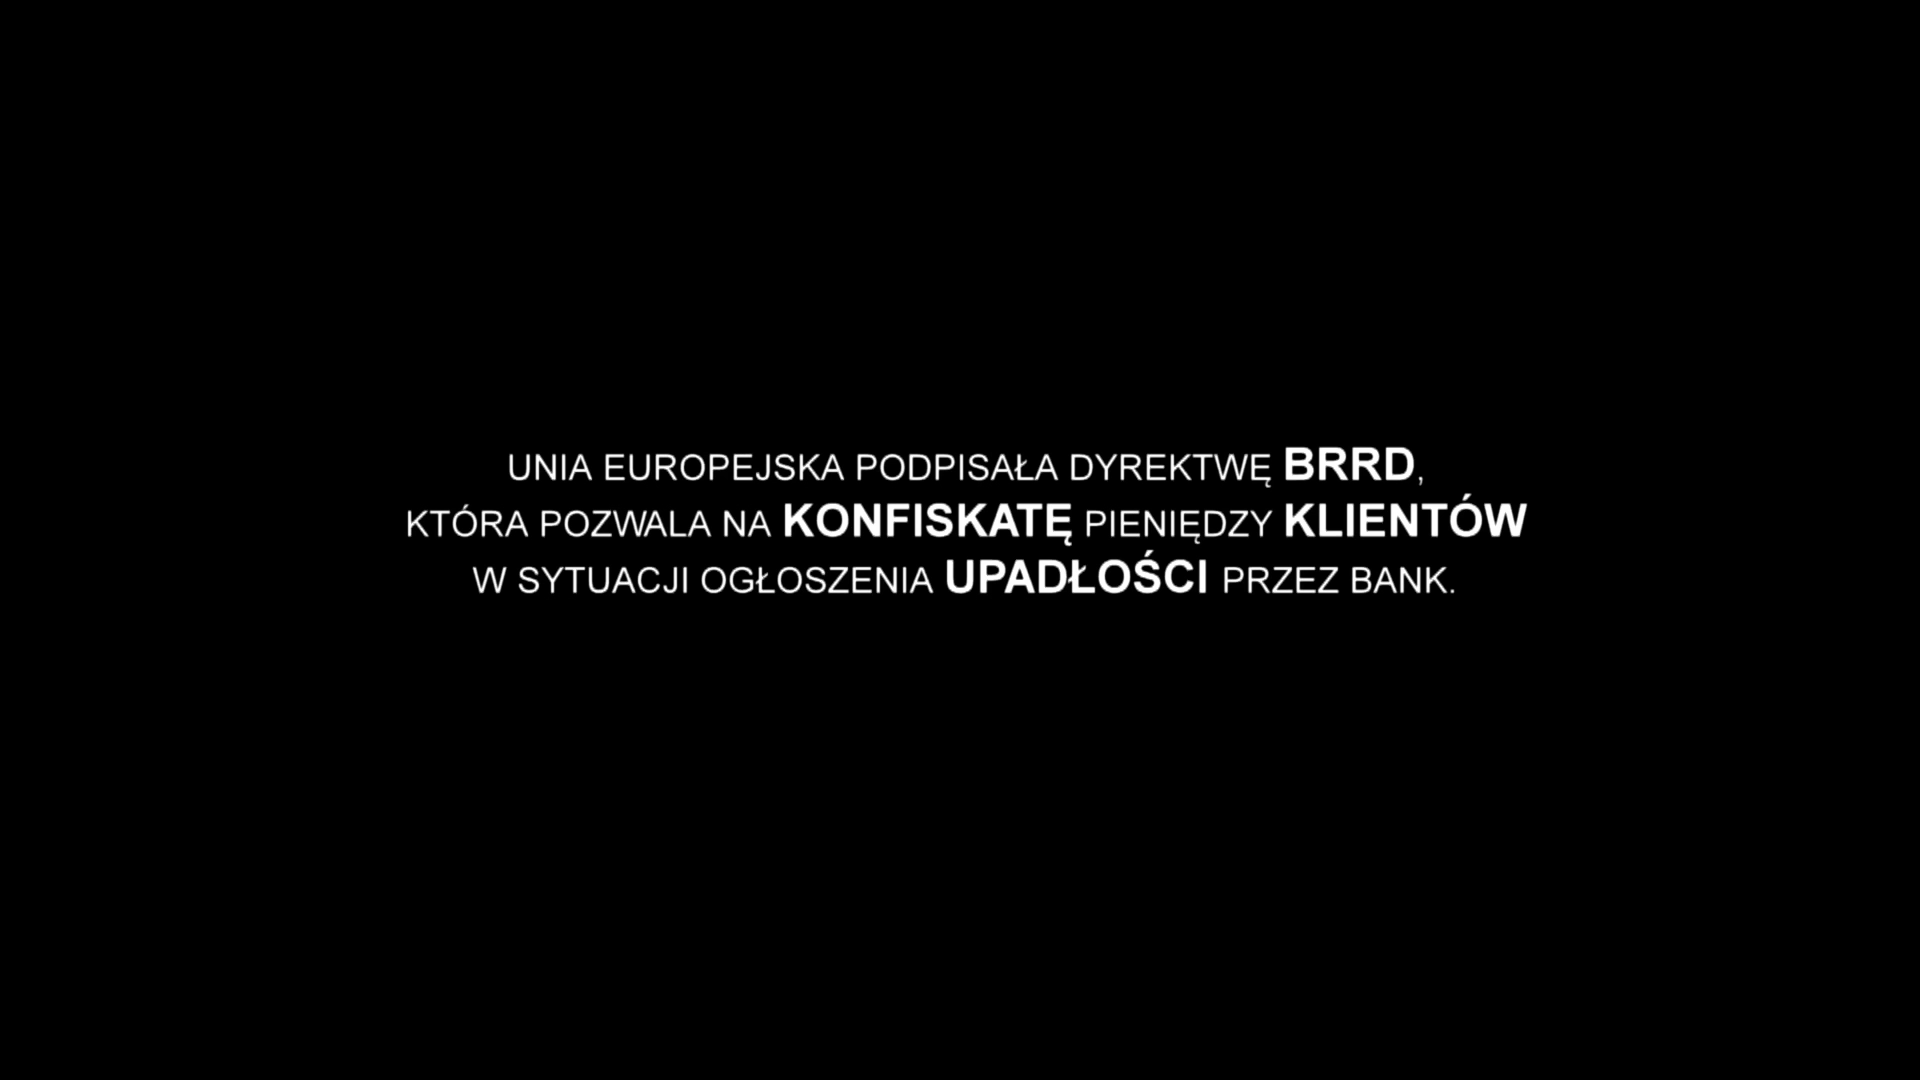 UNIA EUROPEJSKA PODPISAŁA DYREKTWĘ BRRD,
KTÓRA POZWALA NA KONFISKATĘ PIENIĘDZY KLIENTÓW
W SYTUACJI OGŁOSZENIA UPADŁOŚCI PRZEZ BANK.